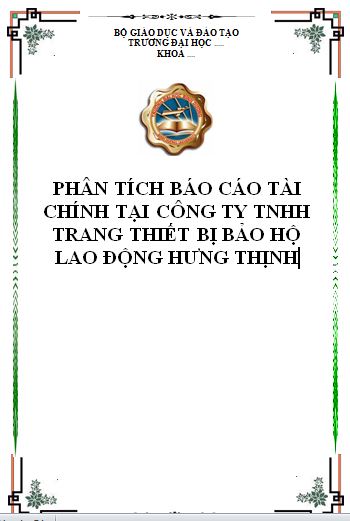 BỘ GIÁO DỤC VÀ ĐÀO TẠO
TRƯỜNG ĐẠI HỌC ....
KHOA ...
PHÂN TÍCH BÁO CÁO TÀI
CHÍNH TẠI CÔNG TY TNHH
TRANG THIẾT BỊ BẢO HỘ
LAO ĐỘNG HƯNG THỊNH